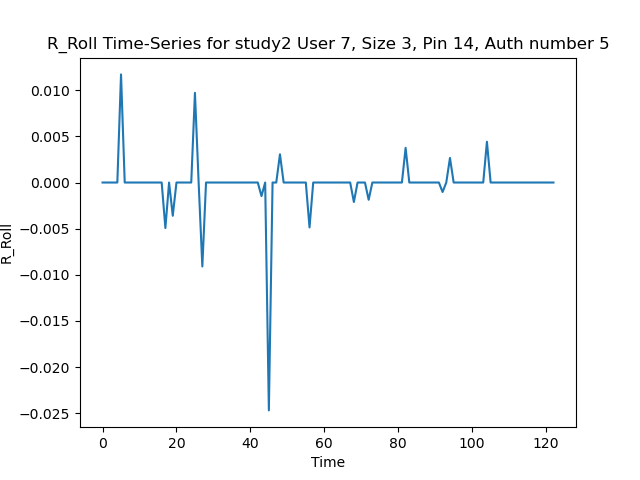 R_Roll Time-Series for study2 User 7, Size 3, Pin 14, Auth number 5
0.010
0.005
0.000
−0.005
−0.010
−0.015
−0.020
−0.025
R_Roll
0 20 40 60 80 100 120
Time